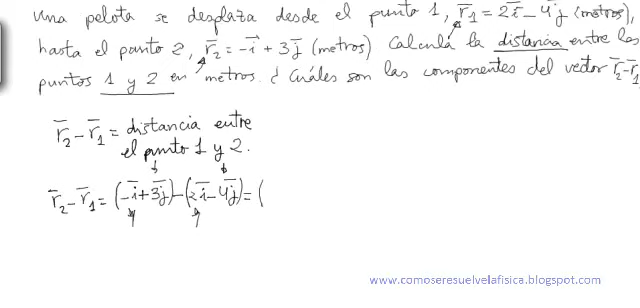 una pelota se desplaza desde el punto 1, r̄₁ = 2i̅ - 4j̅ (metros),
hasta el punto 2, r̄₂ = -i̅ + 3j̅ (metros) Calcula la distancia entre los
puntos 1 y 2 en metros. ¿Cuáles son las componentes del vector r̄₂-r̄₁
r̄₂ - r̄₁ = distancia entre
el punto 1 y 2.
r̄₂ - r̄₁ = (-i̅ + 3j̅) - (2i̅ - 4j̅) = (
www.comoseresuelvelafisica.blogspot.com